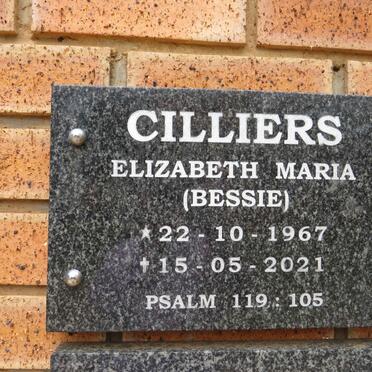 CILLIERS
ELIZABETH MARIA
(BESSIE)
★ 22 - 10 - 1967
✝ 15 - 05 - 2021
PSALM 119 : 105